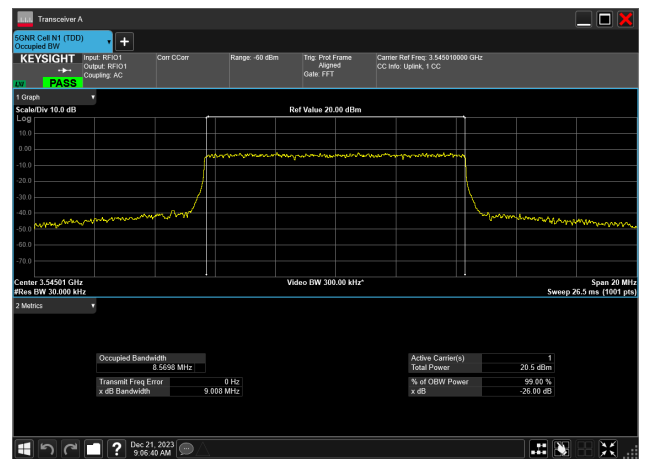 Transceiver A
5GNR Cell N1 (TDD)
Occupied BW
+
KEYSIGHT
Input: RFIO1
Output: RFIO1
Coupling: AC
Corr CCorr
Range: -60 dBm
Trig: Prot Frame
Aligned
Gate: FFT
Carrier Ref Freq: 3.545010000 GHz
CC Info: Uplink, 1 CC
PASS
1 Graph
Scale/Div 10.0 dB
Ref Value 20.00 dBm
Log
10.0
0.00
-10.0
-20.0
-30.0
-40.0
-50.0
-60.0
-70.0
Center 3.54501 GHz
Video BW 300.00 kHz*
Span 20 MHz
#Res BW 30.000 kHz
Sweep 26.5 ms (1001 pts)
2 Metrics
Occupied Bandwidth
8.5698 MHz
Transmit Freq Error 0 Hz
x dB Bandwidth 9.008 MHz
Active Carrier(s) 1
Total Power 20.5 dBm
% of OBW Power 99.00 %
x dB -26.00 dB
?
Dec 21, 2023
9:06:40 AM